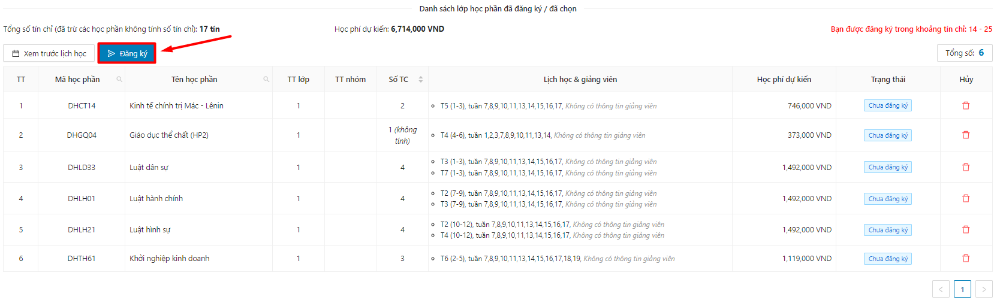 Danh sách lớp học phần đã đăng ký / đã chọn
Tổng số tín chỉ (đã trừ các học phần không tính số tín chỉ): 17 tín
Học phí dự kiến: 6,714,000 VND
Bạn được đăng ký trong khoảng tín chỉ: 14 - 25
Xem trước lịch học
Đăng ký
Tổng số: 6
TT Mã học phần Tên học phần TT lớp TT nhóm Số TC Lịch học & giảng viên Học phí dự kiến Trạng thái Hủy
1 DHCT14 Kinh tế chính trị Mác - Lênin 1 2 T5 (1-3), tuần 7,8,9,10,11,13,14,15,16,17, Không có thông tin giảng viên 746,000 VND Chưa đăng ký
2 DHGQ04 Giáo dục thể chất (HP2) 1 1 (không
tính) T4 (4-6), tuần 1,2,3,7,8,9,10,11,13,14, Không có thông tin giảng viên 373,000 VND Chưa đăng ký
3 DHLD33 Luật dân sự 1 4 T3 (1-3), tuần 7,8,9,10,11,13,14,15,16,17, Không có thông tin giảng viên
T7 (1-3), tuần 7,8,9,10,11,13,14,15,16,17, Không có thông tin giảng viên 1,492,000 VND Chưa đăng ký
4 DHLH01 Luật hành chính 1 4 T2 (7-9), tuần 7,8,9,10,11,13,14,15,16,17, Không có thông tin giảng viên
T3 (7-9), tuần 7,8,9,10,11,13,14,15,16,17, Không có thông tin giảng viên 1,492,000 VND Chưa đăng ký
5 DHLH21 Luật hình sự 1 4 T2 (10-12), tuần 7,8,9,10,11,13,14,15,16,17, Không có thông tin giảng viên
T4 (10-12), tuần 7,8,9,10,11,13,14,15,16,17, Không có thông tin giảng viên 1,492,000 VND Chưa đăng ký
6 DHTH61 Khởi nghiệp kinh doanh 1 3 T6 (2-5), tuần 7,8,9,10,11,13,14,15,16,17,18,19, Không có thông tin giảng viên 1,119,000 VND Chưa đăng ký
< 1 >